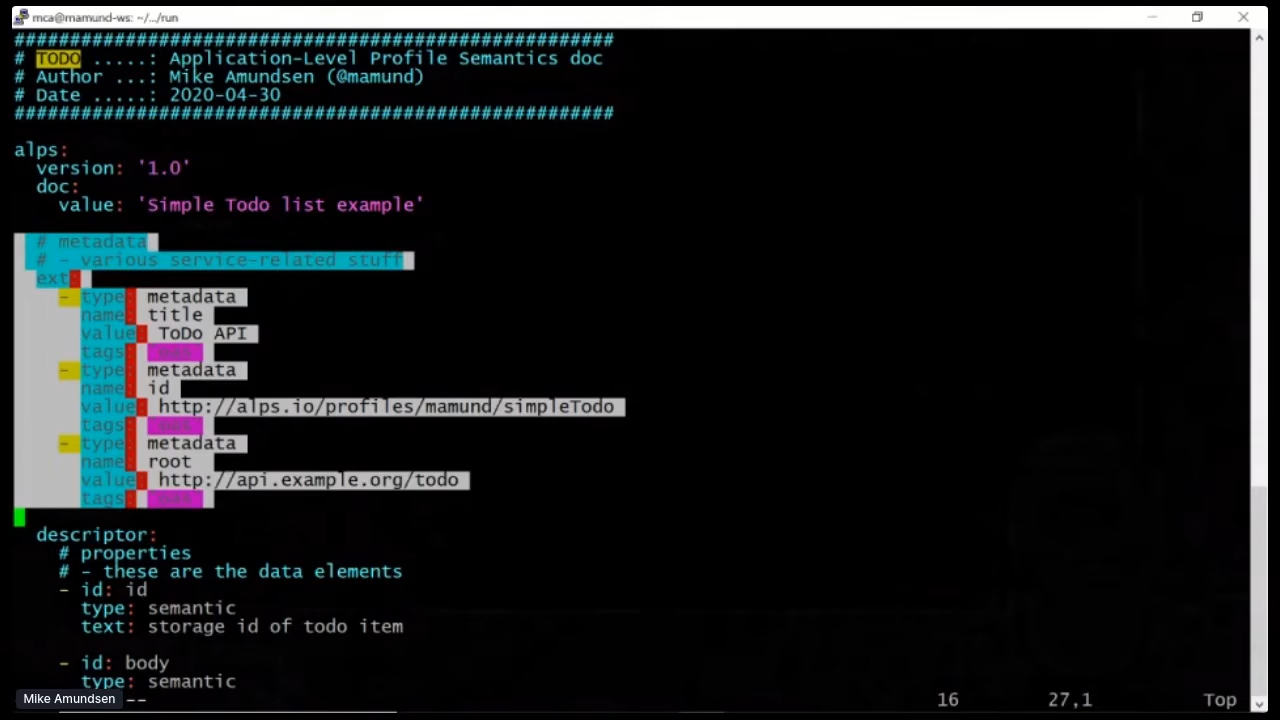 mca@mamund-ws: ~/.../run
######################################################
# TODO .....: Application-Level Profile Semantics doc
# Author ...: Mike Amundsen (@mamund)
# Date .....: 2020-04-30
######################################################
alps:
version: '1.0'
doc:
value: 'Simple Todo list example'
# metadata
# - various service-related stuff
ext:
- type: metadata
name: title
value: ToDo API
tags:
- type: metadata
name: id
value: http://alps.io/profiles/mamund/simpleTodo
tags:
- type: metadata
name: root
value: http://api.example.org/todo
tags:
descriptor:
# properties
# - these are the data elements
- id: id
type: semantic
text: storage id of todo item
- id: body
type: semantic
Mike Amundsen -- 16 27,1 Top